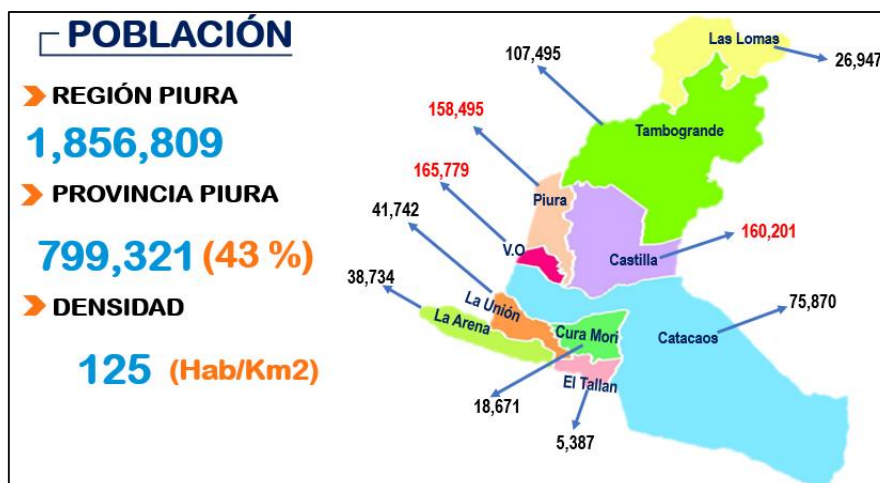 POBLACIÓN
REGIÓN PIURA
1,856,809
PROVINCIA PIURA
799,321 (43 %)
DENSIDAD
125 (Hab/Km2)
Las Lomas
26,947
107,495
Tambogrande
158,495
165,779
Piura
41,742
V.O
Castilla
160,201
38,734
La Unión
La Arena
Cura Mori
Catacaos
75,870
El Tallan
18,671
5,387